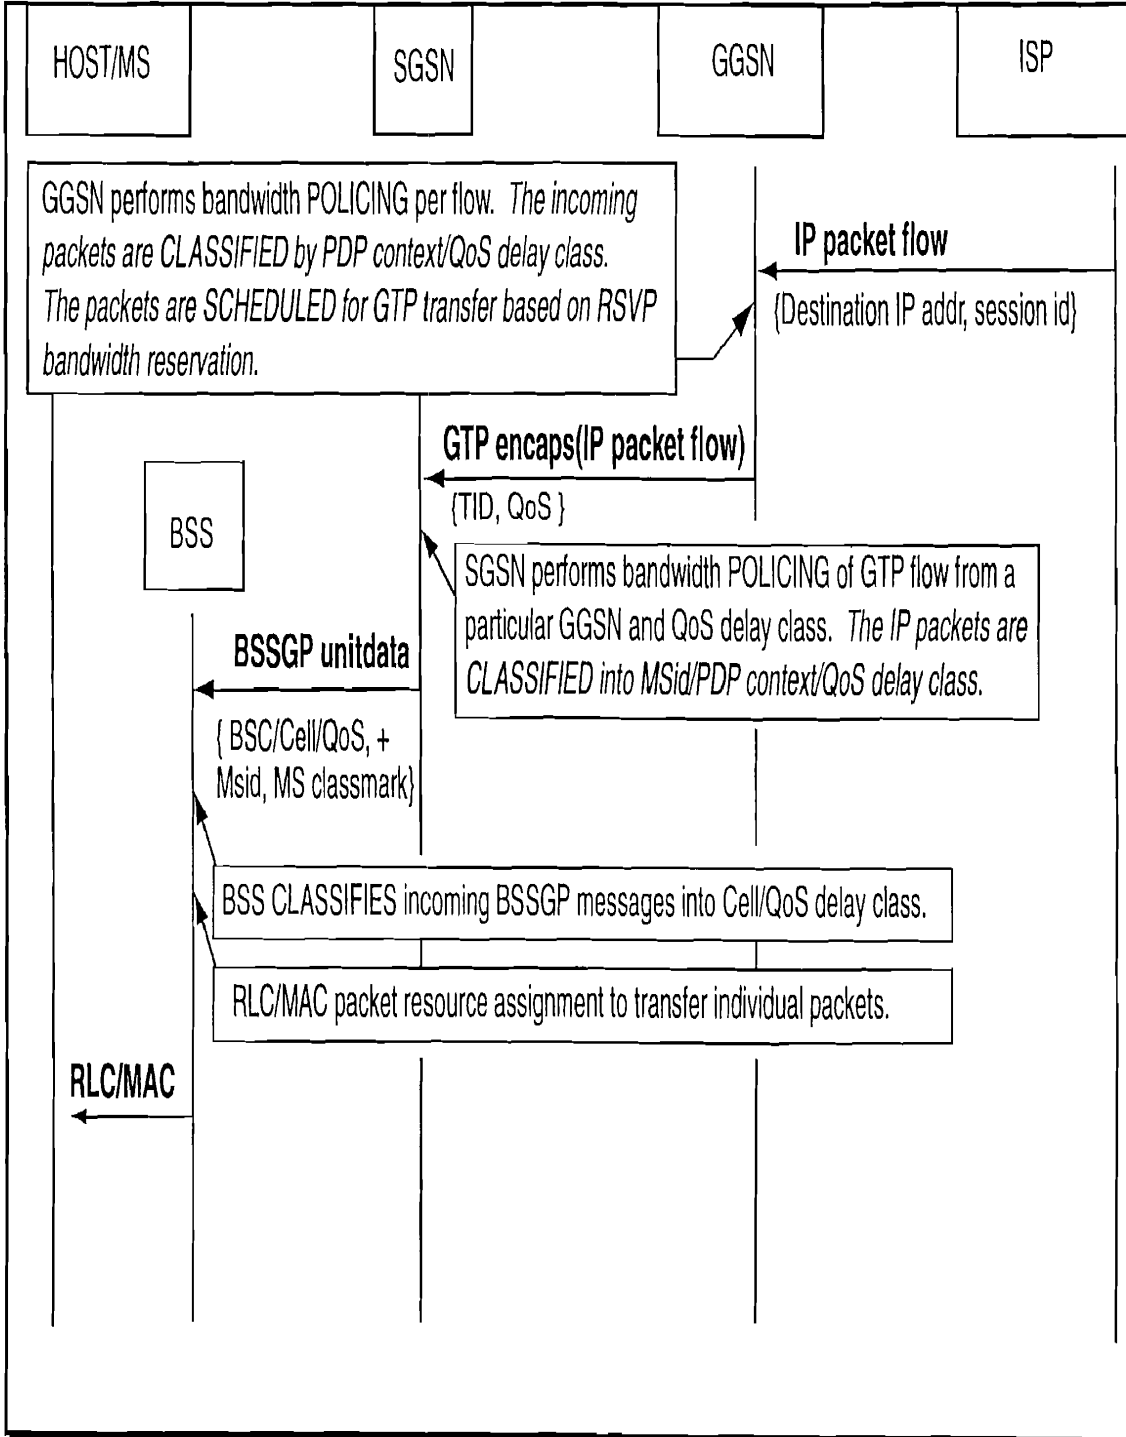 HOST/MS
SGSN
GGSN
ISP
GGSN performs bandwidth POLICING per flow. The incoming
packets are CLASSIFIED by PDP context/QoS delay class.
The packets are SCHEDULED for GTP transfer based on RSVP
bandwidth reservation.
IP packet flow
{Destination IP addr, session id}
GTP encaps(IP packet flow)
{TID, QoS }
BSS
SGSN performs bandwidth POLICING of GTP flow from a
particular GGSN and QoS delay class. The IP packets are
CLASSIFIED into MSid/PDP context/QoS delay class.
BSSGP unitdata
{ BSC/Cell/QoS, +
Msid, MS classmark}
BSS CLASSIFIES incoming BSSGP messages into Cell/QoS delay class.
RLC/MAC packet resource assignment to transfer individual packets.
RLC/MAC